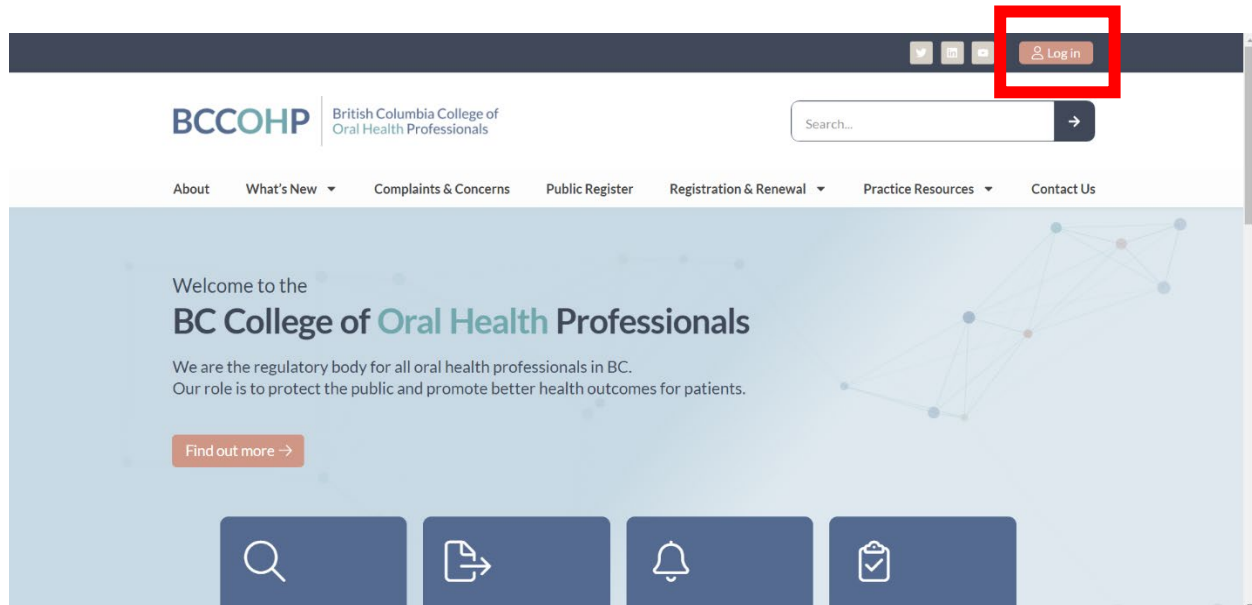 Log in
BCCOHP
British Columbia College of
Oral Health Professionals
Search...
About What's New Complaints & Concerns Public Register Registration & Renewal Practice Resources Contact Us
Welcome to the
BC College of Oral Health Professionals
We are the regulatory body for all oral health professionals in BC.
Our role is to protect the public and promote better health outcomes for patients.
Find out more →